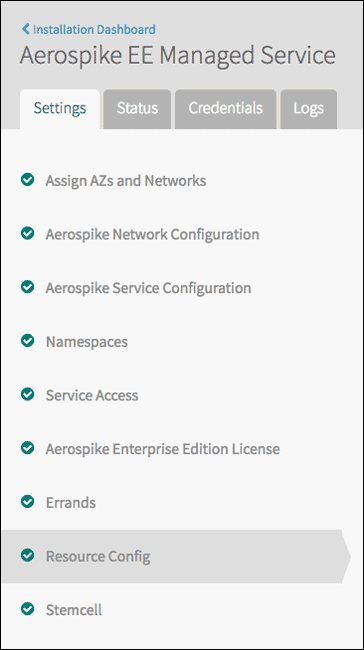 Installation Dashboard
Aerospike EE Managed Service
Settings Status Credentials Logs
Assign AZs and Networks
Aerospike Network Configuration
Aerospike Service Configuration
Namespaces
Service Access
Aerospike Enterprise Edition License
Errands
Resource Config
Stemcell